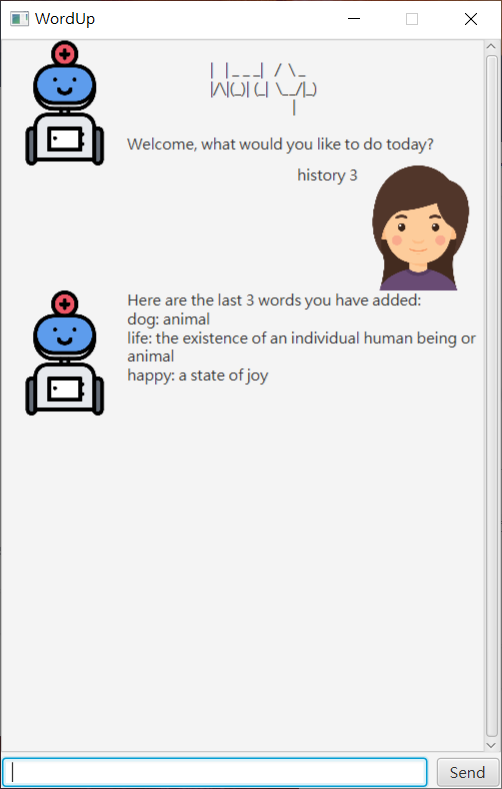 WordUp
| | _ _ _| / \ _
|/\|(_)| (_| \__/|_)
|
Welcome, what would you like to do today?
history 3
Here are the last 3 words you have added:
dog: animal
life: the existence of an individual human being or
animal
happy: a state of joy
Send